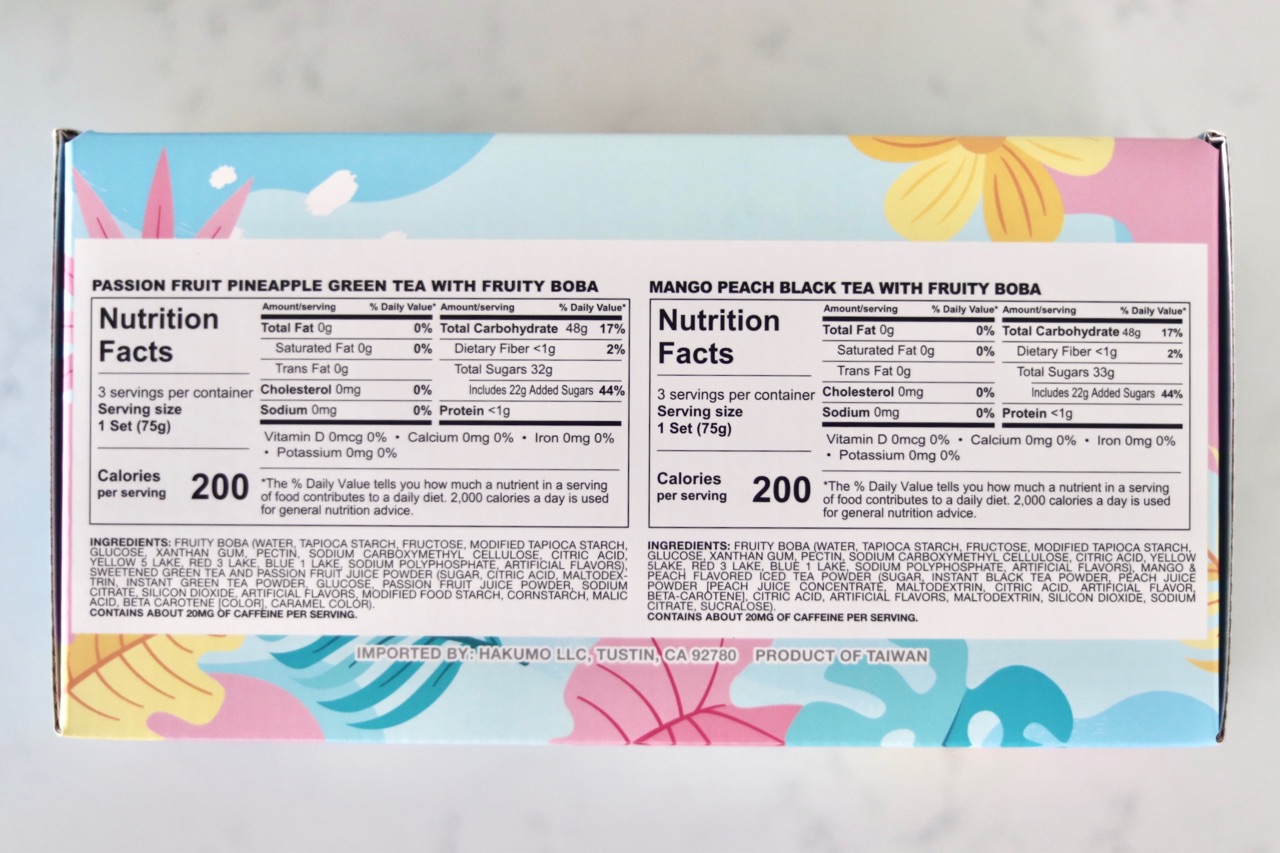 PASSION FRUIT PINEAPPLE GREEN TEA WITH FRUITY BOBA
Nutrition
Facts
3 servings per container
Serving size
1 Set (75g)
Calories
per serving 200
Amount/serving % Daily Value*
Total Fat 0g 0%
Saturated Fat 0g 0%
Trans Fat 0g
Cholesterol 0mg 0%
Sodium 0mg 0%
Amount/serving % Daily Value*
Total Carbohydrate 48g 17%
Dietary Fiber <1g 2%
Total Sugars 32g
Includes 22g Added Sugars 44%
Protein <1g
Vitamin D 0mcg 0% • Calcium 0mg 0% • Iron 0mg 0%
• Potassium 0mg 0%
*The % Daily Value tells you how much a nutrient in a serving
of food contributes to a daily diet. 2,000 calories a day is used
for general nutrition advice.
INGREDIENTS: FRUITY BOBA (WATER, TAPIOCA STARCH, FRUCTOSE, MODIFIED TAPIOCA STARCH,
GLUCOSE, XANTHAN GUM, PECTIN, SODIUM CARBOXYMETHYL CELLULOSE, CITRIC ACID,
YELLOW 5 LAKE, RED 3 LAKE, BLUE 1 LAKE, SODIUM POLYPHOSPHATE, ARTIFICIAL FLAVORS),
SWEETENED GREEN TEA AND PASSION FRUIT JUICE POWDER (SUGAR, CITRIC ACID, MALTODEX-
TRIN, INSTANT GREEN TEA POWDER, GLUCOSE, PASSION FRUIT JUICE POWDER, SODIUM
CITRATE, SILICON DIOXIDE, ARTIFICIAL FLAVORS, MODIFIED FOOD STARCH, CORNSTARCH, MALIC
ACID, BETA CAROTENE [COLOR], CARAMEL COLOR).
CONTAINS ABOUT 20MG OF CAFFEINE PER SERVING.
MANGO PEACH BLACK TEA WITH FRUITY BOBA
Nutrition
Facts
3 servings per container
Serving size
1 Set (75g)
Calories
per serving 200
Amount/serving % Daily Value*
Total Fat 0g 0%
Saturated Fat 0g 0%
Trans Fat 0g
Cholesterol 0mg 0%
Sodium 0mg 0%
Amount/serving % Daily Value*
Total Carbohydrate 48g 17%
Dietary Fiber <1g 2%
Total Sugars 33g
Includes 22g Added Sugars 44%
Protein <1g
Vitamin D 0mcg 0% • Calcium 0mg 0% • Iron 0mg 0%
• Potassium 0mg 0%
*The % Daily Value tells you how much a nutrient in a serving
of food contributes to a daily diet. 2,000 calories a day is used
for general nutrition advice.
INGREDIENTS: FRUITY BOBA (WATER, TAPIOCA STARCH, FRUCTOSE, MODIFIED TAPIOCA STARCH,
GLUCOSE, XANTHAN GUM, PECTIN, SODIUM CARBOXYMETHYL CELLLULOSE, CITRIC ACID, YELLOW
5LAKE, RED 3 LAKE, BLUE 1 LAKE, SODIUM POLYPHOSPHATE, ARTIFICIAL FLAVORS), MANGO &
PEACH FLAVORED ICED TEA POWDER (SUGAR, INSTANT BLACK TEA POWDER, PEACH JUICE
POWDER [PEACH JUICE CONCENTRATE, MALTODEXTRIN, CITRIC ACID, ARTIFICIAL FLAVOR,
BETA-CAROTENE], CITRIC ACID, ARTIFICIAL FLAVORS, MALTODEXTRIN, SILICON DIOXIDE, SODIUM
CITRATE, SUCRALOSE).
CONTAINS ABOUT 20MG OF CAFFEINE PER SERVING.
IMPORTED BY: HAKUMO LLC, TUSTIN, CA 92780 PRODUCT OF TAIWAN